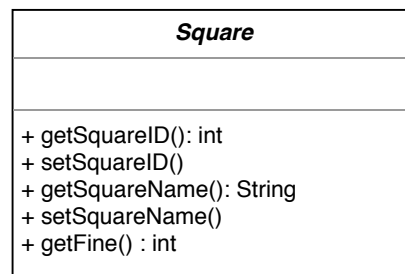 Square
+ getSquareID(): int
+ setSquareID()
+ getSquareName(): String
+ setSquareName()
+ getFine() : int